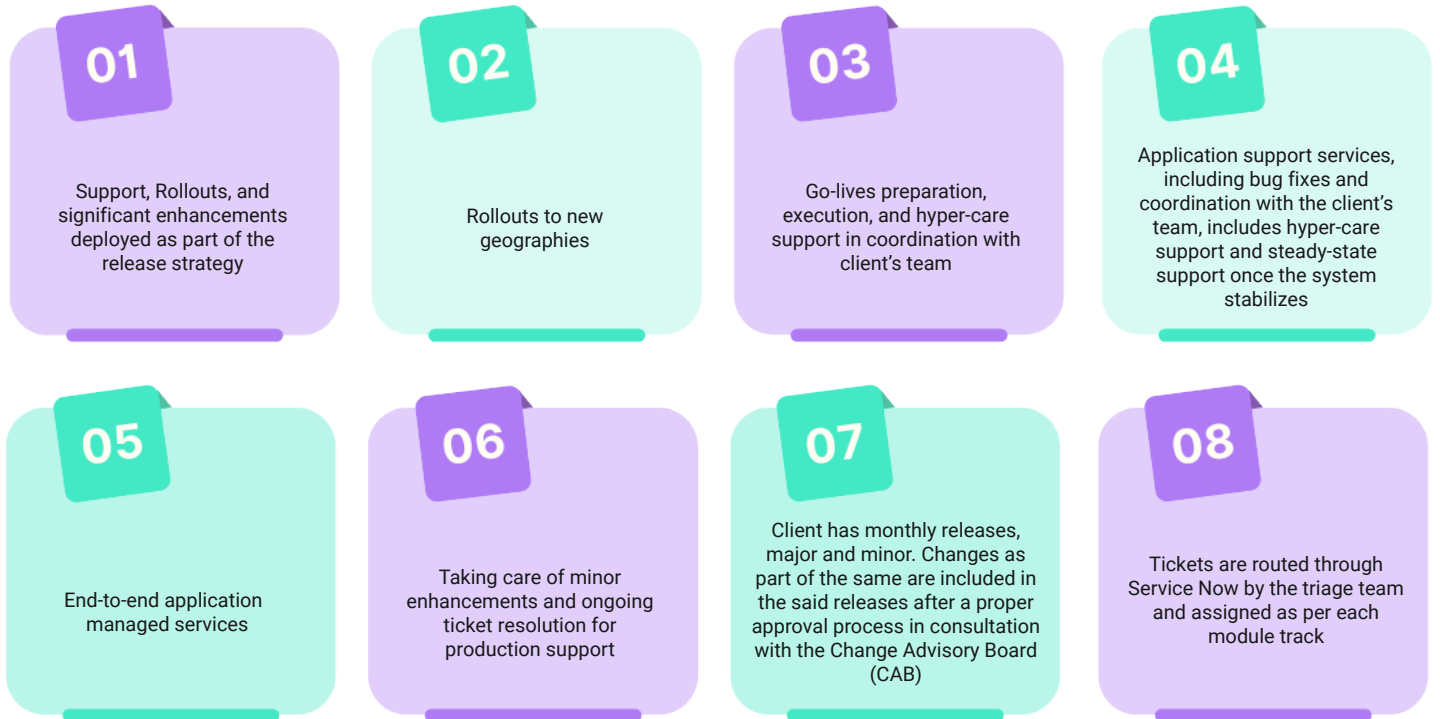 01
Support, Rollouts, and
significant enhancements
deployed as part of the
release strategy
02
Rollouts to new
geographies
03
Go-lives preparation,
execution, and hyper-care
support in coordination with
client’s team
04
Application support services,
including bug fixes and
coordination with the client’s
team, includes hyper-care
support and steady-state
support once the system
stabilizes
05
End-to-end application
managed services
06
Taking care of minor
enhancements and ongoing
ticket resolution for
production support
07
Client has monthly releases,
major and minor. Changes as
part of the same are included in
the said releases after a proper
approval process in consultation
with the Change Advisory Board
(CAB)
08
Tickets are routed through
Service Now by the triage team
and assigned as per each
module track